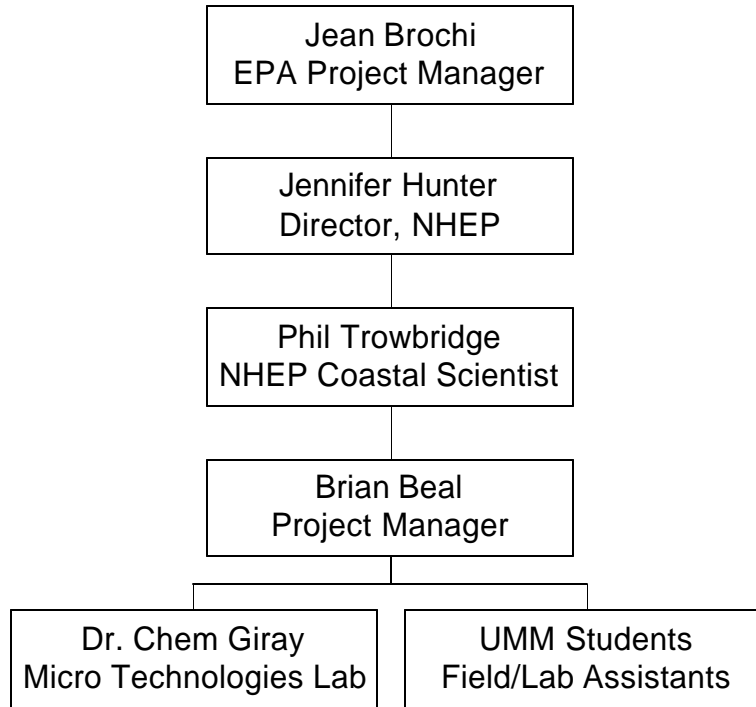 Jean Brochi
EPA Project Manager
Jennifer Hunter
Director, NHEP
Phil Trowbridge
NHEP Coastal Scientist
Brian Beal
Project Manager
Dr. Chem Giray
Micro Technologies Lab
UMM Students
Field/Lab Assistants